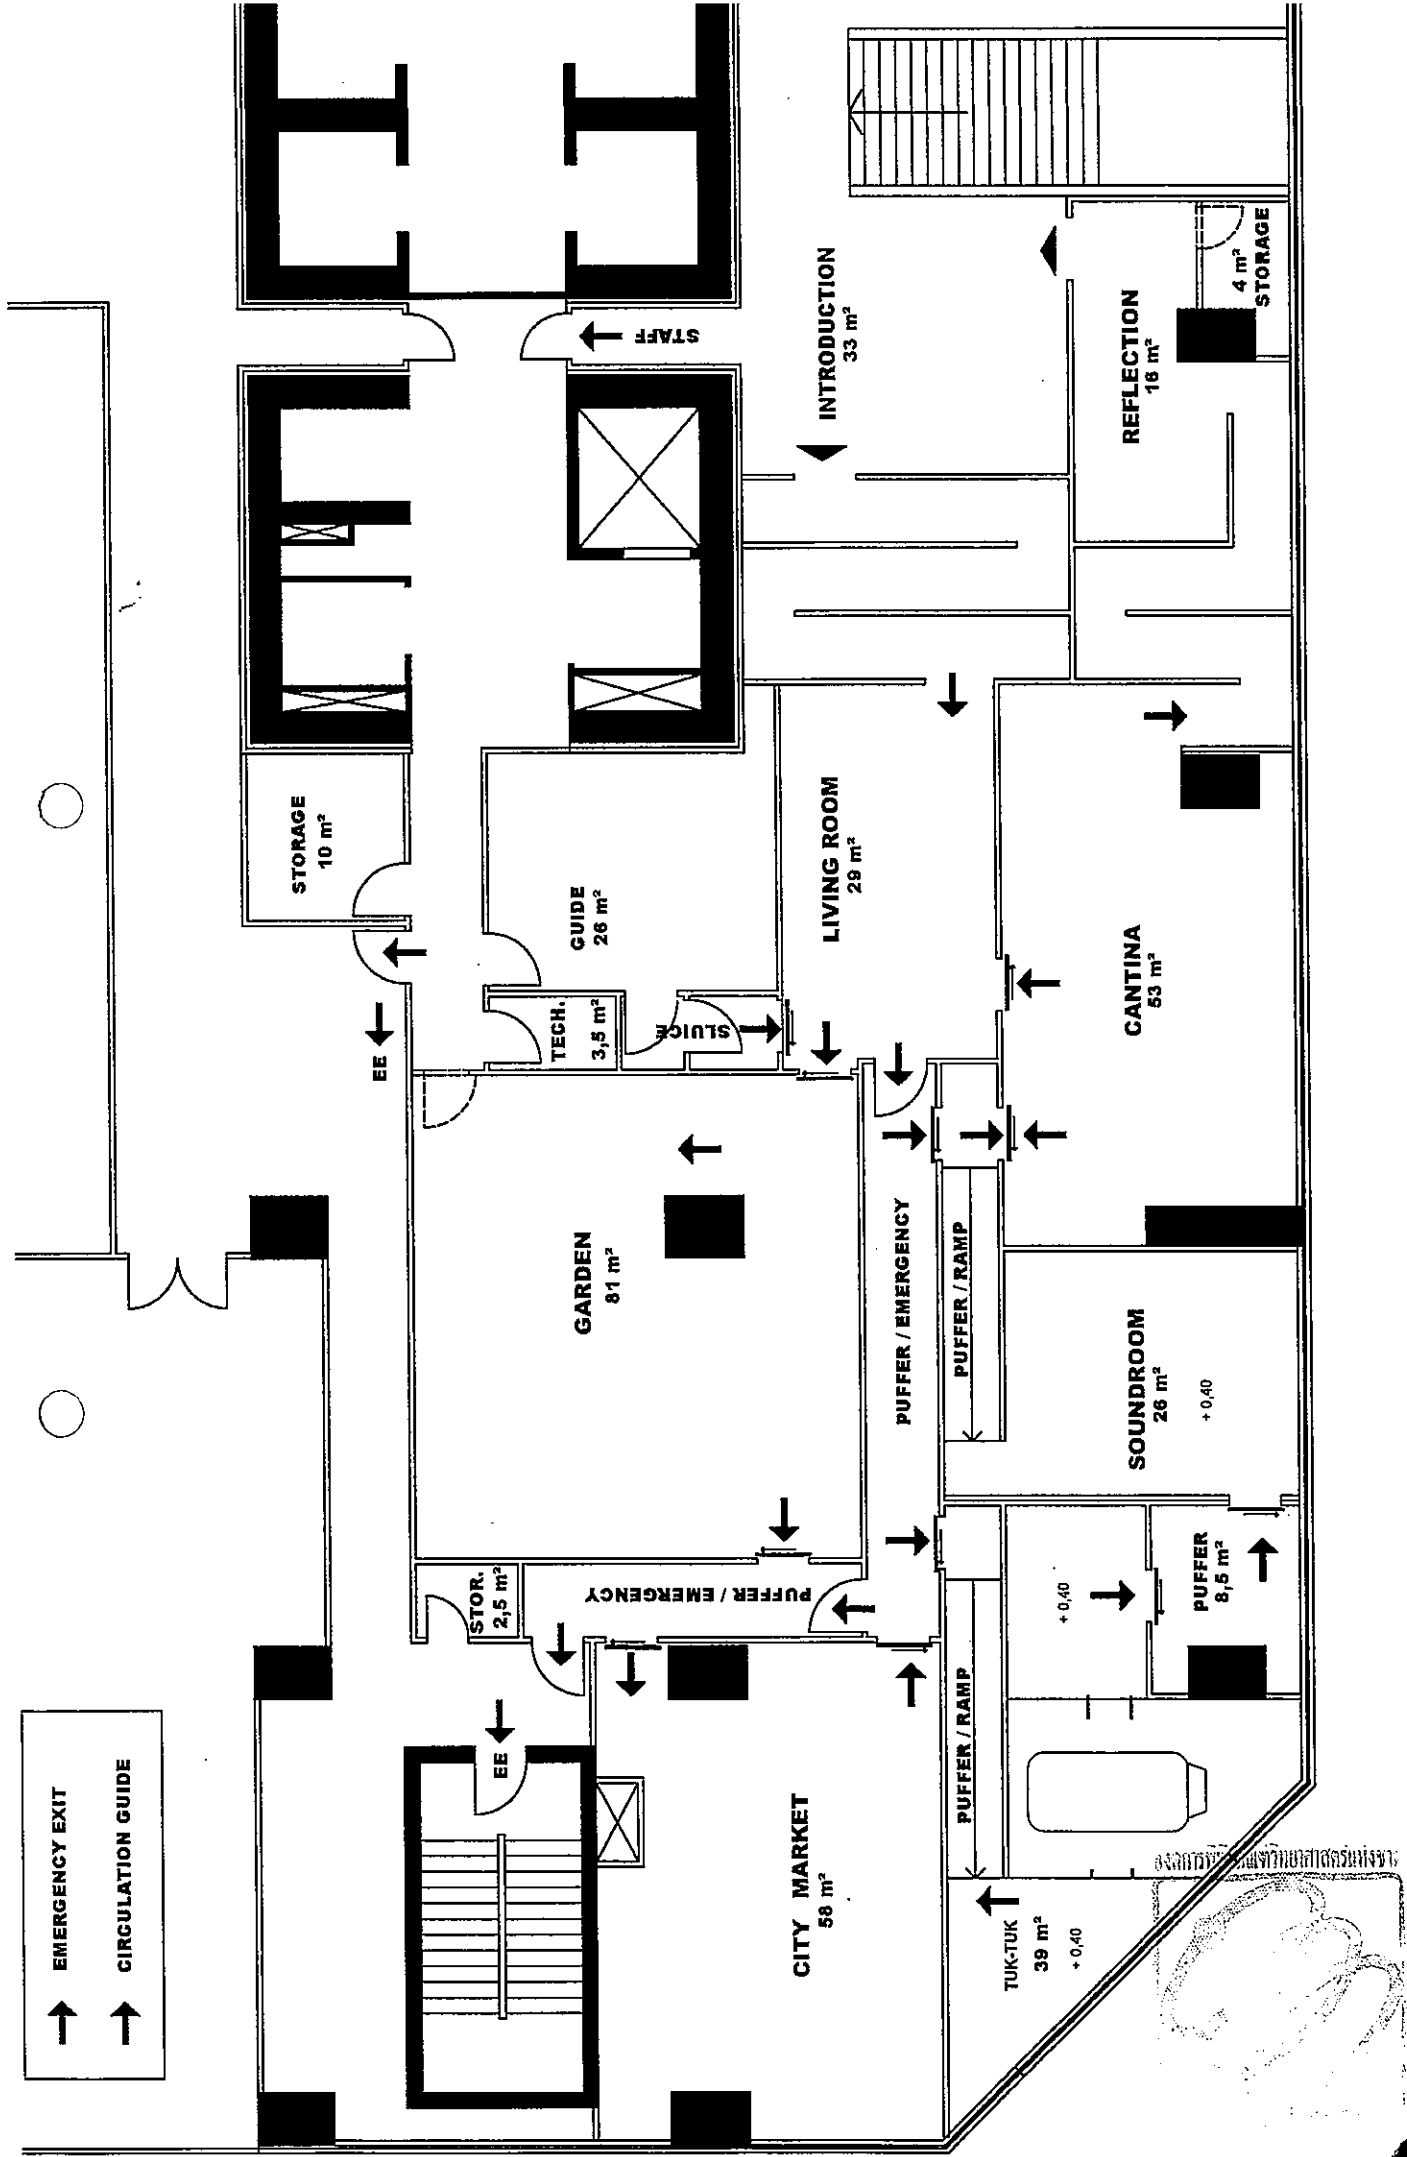 EMERGENCY EXIT
CIRCULATION GUIDE
STAFF
INTRODUCTION
33 m²
4 m²
STORAGE
REFLECTION
16 m²
STORAGE
10 m²
GUIDE
26 m²
LIVING ROOM
29 m²
CANTINA
53 m²
TECH.
3,5 m²
SLUICE
EE
GARDEN
81 m²
PUFFER / EMERGENCY
PUFFER / RAMP
SOUNDROOM
26 m²
+ 0,40
STOR.
2,5 m²
PUFFER / EMERGENCY
+ 0,40
PUFFER
8,5 m²
EE
PUFFER / RAMP
CITY MARKET
58 m²
TUK-TUK
39 m²
+ 0,40